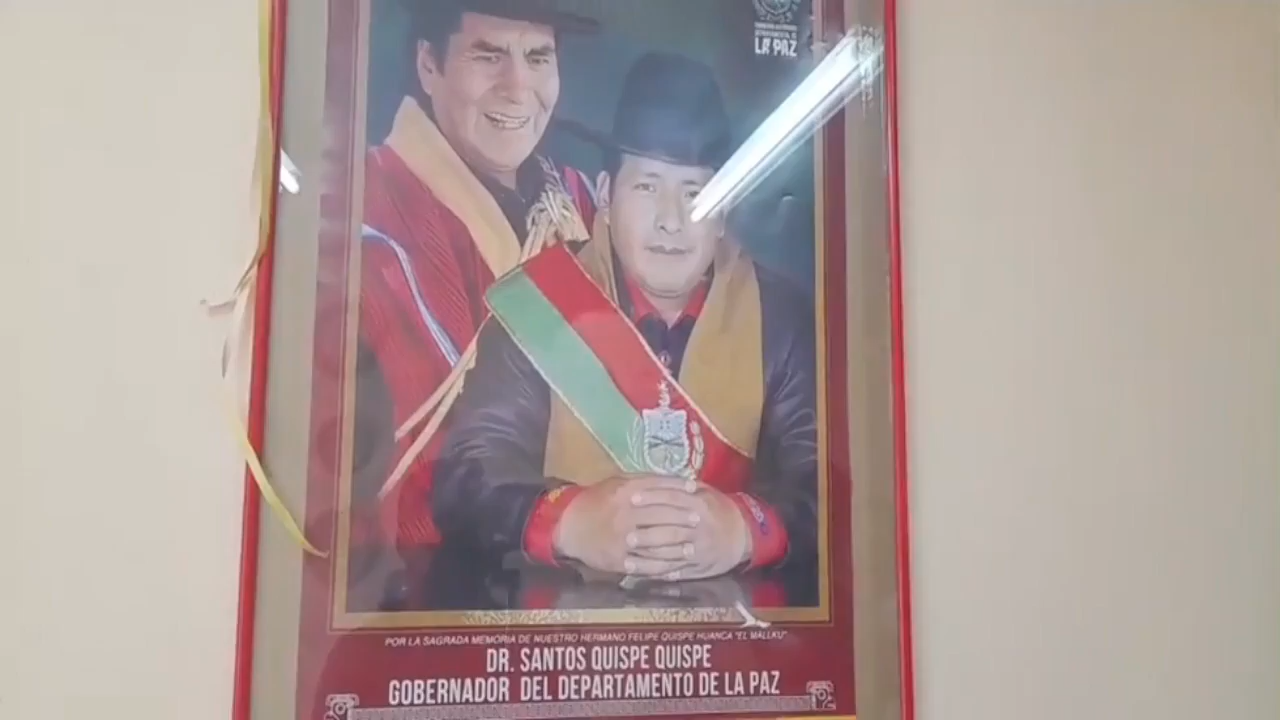 LA PAZ
POR LA SAGRADA MEMORIA DE NUESTRO HERMANO FELIPE QUISPE HUANCA "EL MALLKU"
DR. SANTOS QUISPE QUISPE
GOBERNADOR DEL DEPARTAMENTO DE LA PAZ